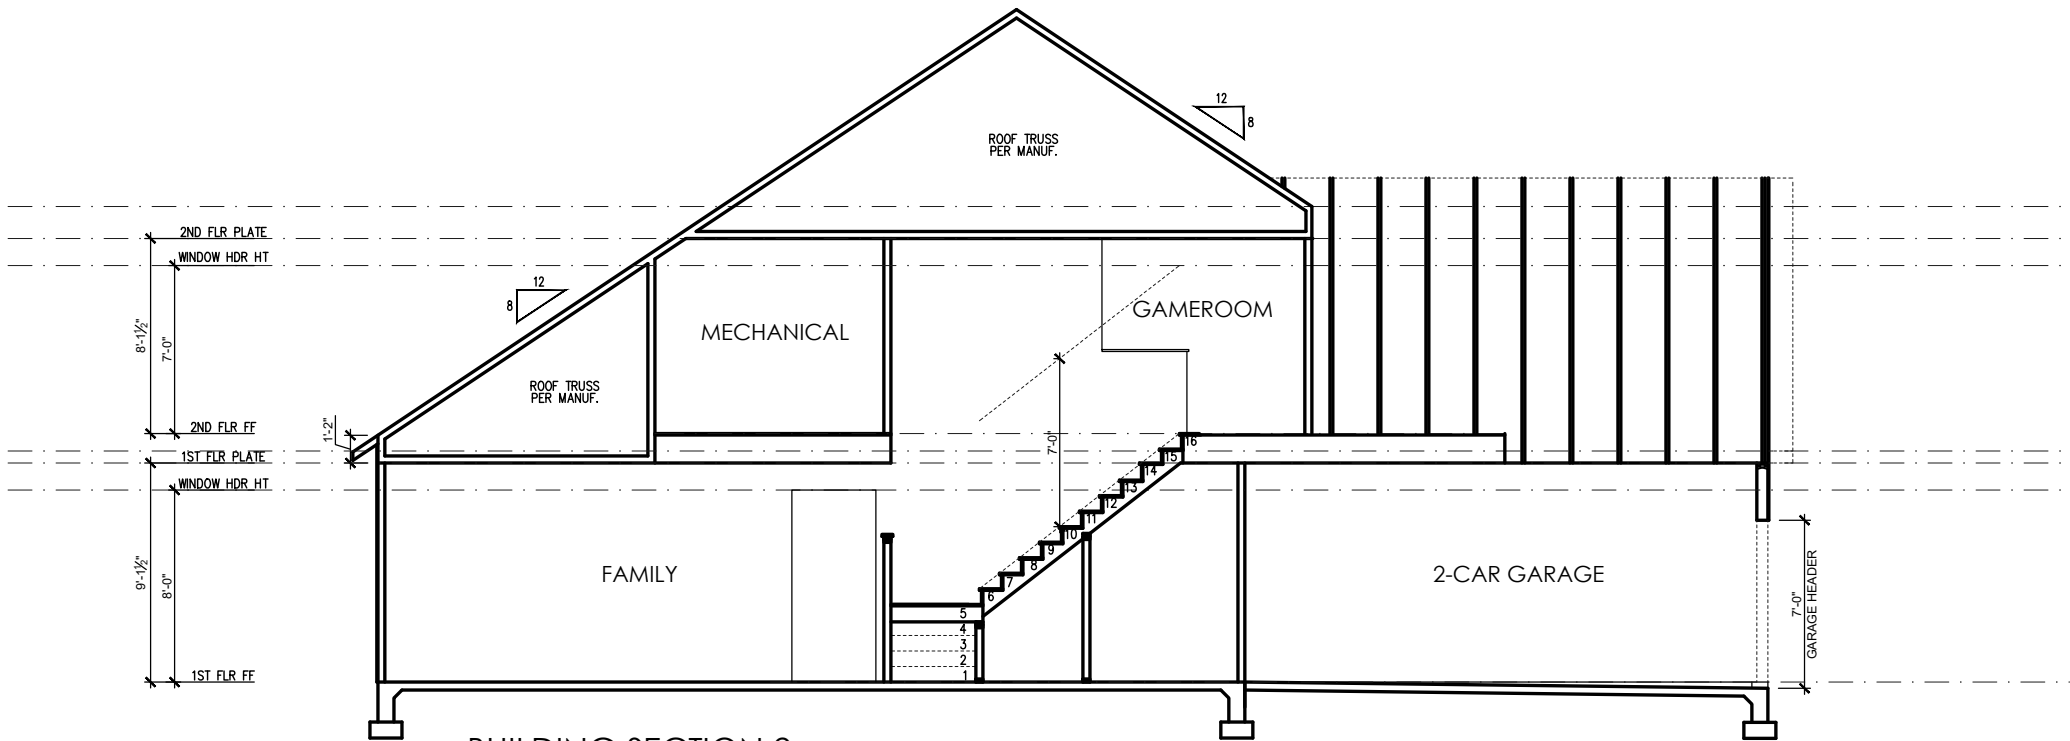 12
8
ROOF TRUSS
PER MANUF.
2ND FLR PLATE
WINDOW HDR HT
12
8
GAMEROOM
MECHANICAL
8'-1½"
7'-0"
ROOF TRUSS
PER MANUF.
2ND FLR FF
1'-2"
7'-0"
16
1ST FLR PLATE
15
14
WINDOW HDR HT
13
12
11
10
9
8
7
6
5
4
3
2
1
9'-1½"
8'-0"
FAMILY
2-CAR GARAGE
7'-0"
GARAGE HEADER
1ST FLR FF